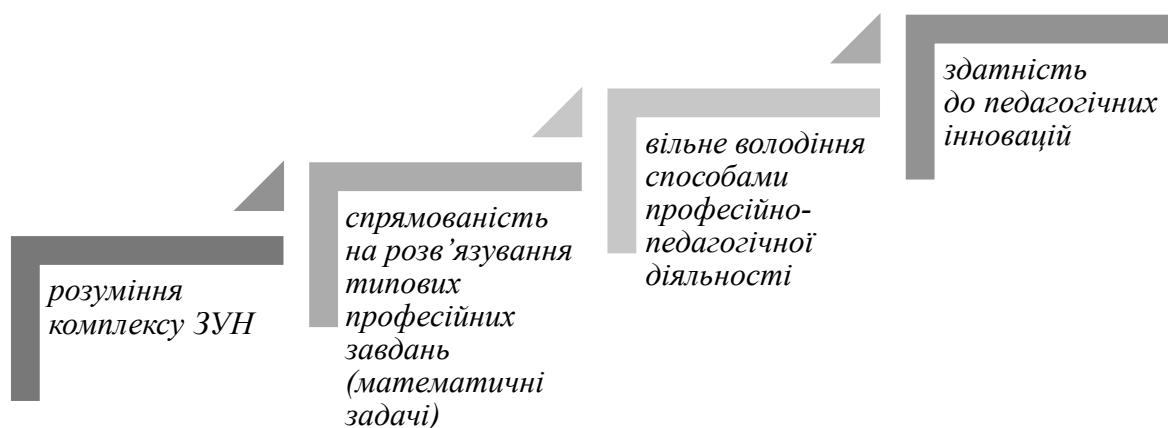 розуміння
комплексу ЗУН
спрямованість
на розв’язування
типових
професійних
завдань
(математичні
задачі)
вільне володіння
способами
професійно-
педагогічної
діяльності
здатність
до педагогічних
інновацій